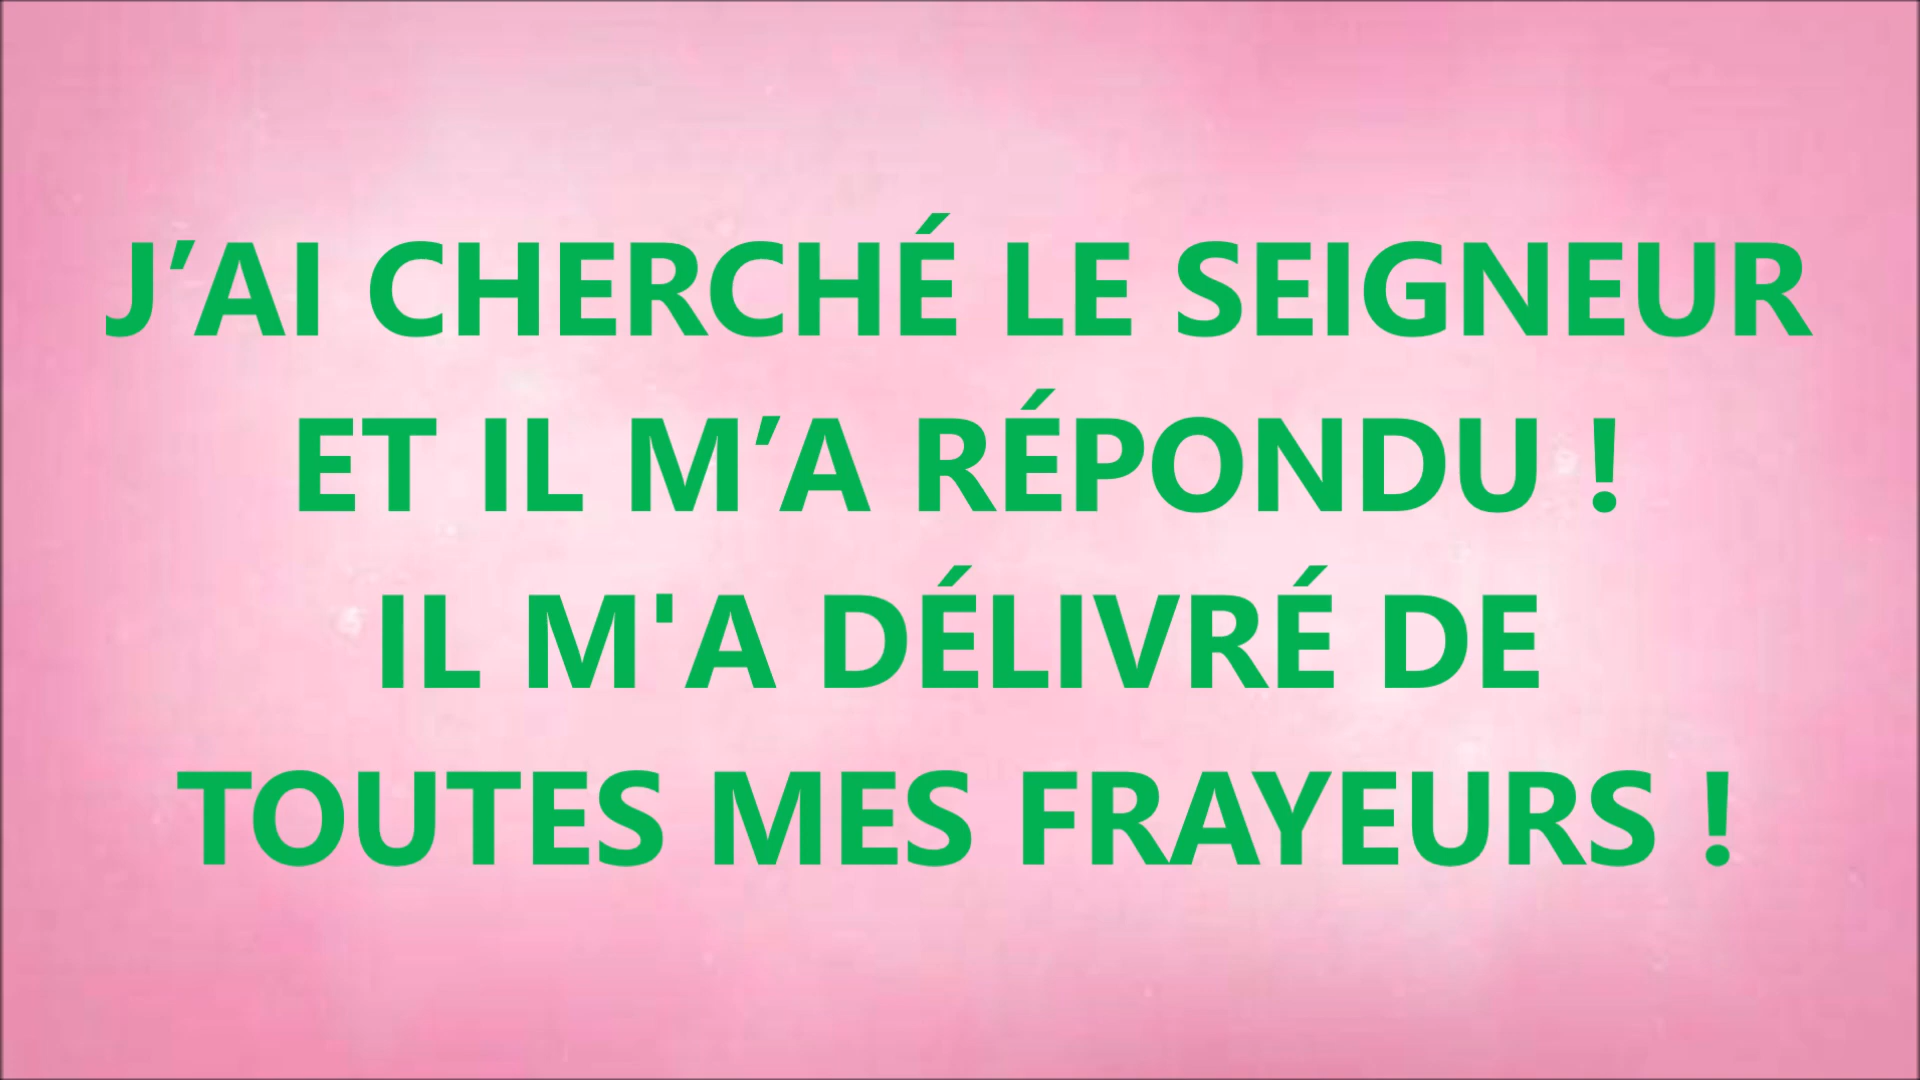 J’AI CHERCHÉ LE SEIGNEUR
ET IL M’A RÉPONDU !
IL M'A DÉLIVRÉ DE
TOUTES MES FRAYEURS !